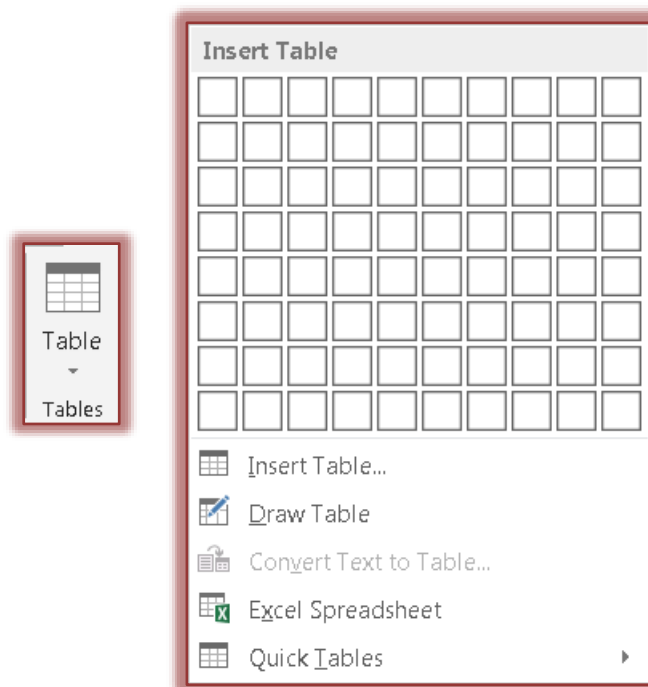 Insert Table
Table
Tables
Insert Table...
Draw Table
Convert Text to Table...
Excel Spreadsheet
Quick Tables